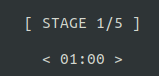 [ STAGE 1/5 ]
< 01:00 >